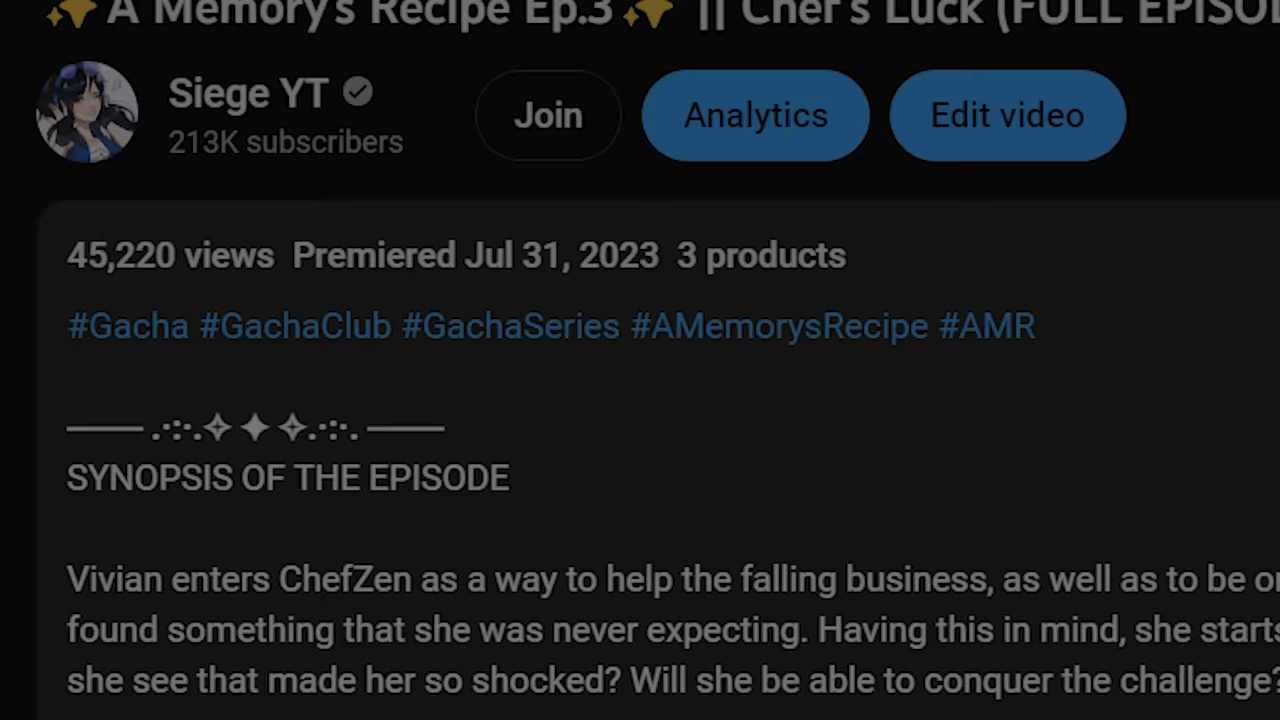 ✨A Memory's Recipe Ep.3✨ || Chef's Luck (FULL
Siege YT
213K subscribers
Join
Analytics
Edit video
45,220 views Premiered Jul 31, 2023 3 products
#Gacha #GachaClub #GachaSeries #AMemorysRecipe #AMR
SYNOPSIS OF THE EPISODE
Vivian enters ChefZen as a way to help the falling business, as well as to be
found something that she was never expecting. Having this in mind, she starts
she see that made her so shocked? Will she be able to conquer the challenge?